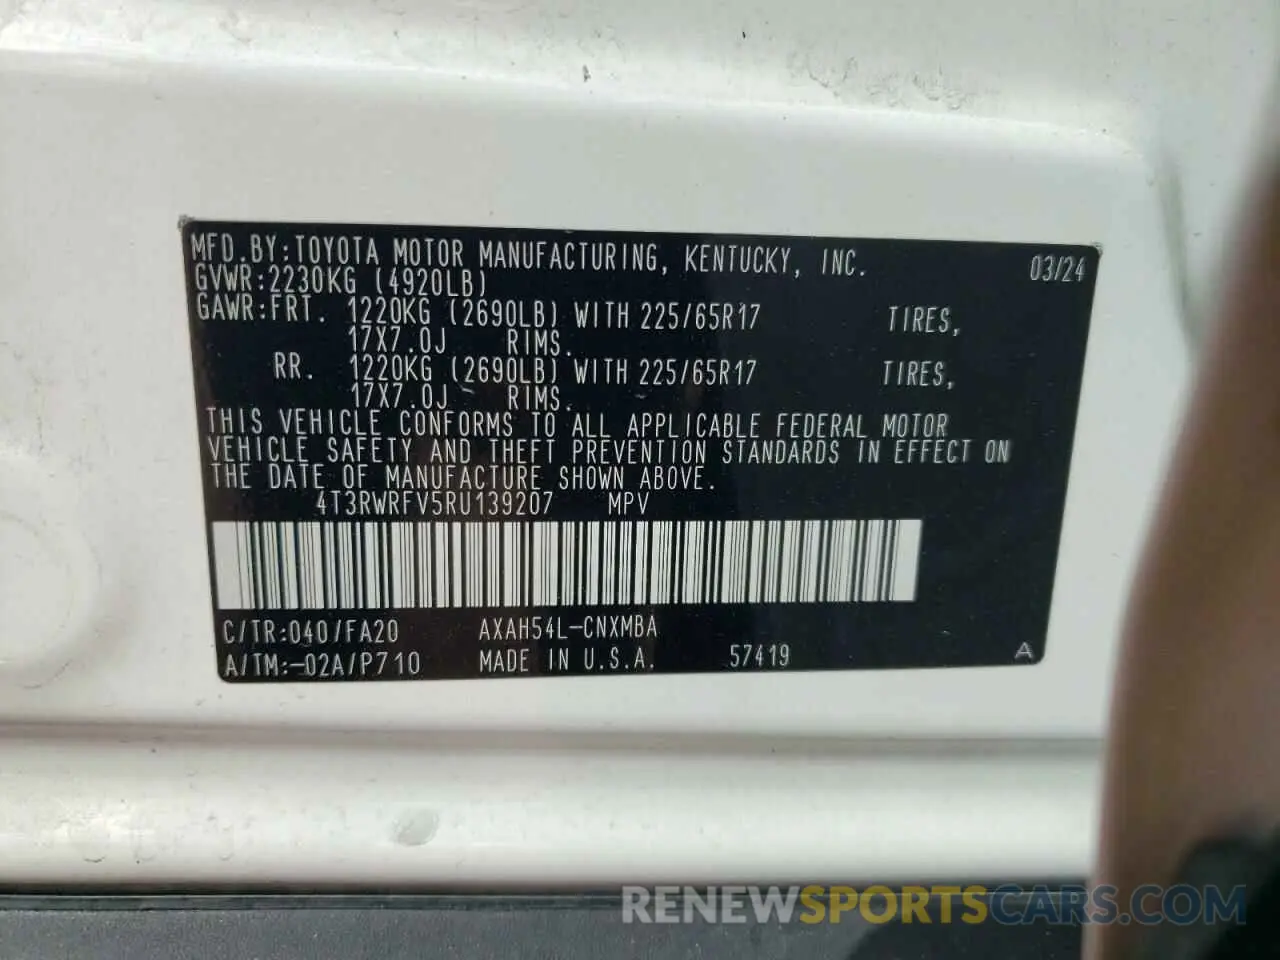 MFD.BY:TOYOTA MOTOR MANUFACTURING, KENTUCKY, INC. 03/24
GVWR:2230KG (4920LB)
GAWR:FRT. 1220KG (2690LB) WITH 225/65R17 TIRES,
17X7.0J RIMS.
RR. 1220KG (2690LB) WITH 225/65R17 TIRES,
17X7.0J RIMS.
THIS VEHICLE CONFORMS TO ALL APPLICABLE FEDERAL MOTOR
VEHICLE SAFETY AND THEFT PREVENTION STANDARDS IN EFFECT ON
THE DATE OF MANUFACTURE SHOWN ABOVE.
4T3RWRFV5RU139207 MPV
C/TR:040/FA20 AXAH54L-CNXMBA
A/TM:-02A/P710 MADE IN U.S.A. 57419 A
RENEWSPORTSCARS.COM